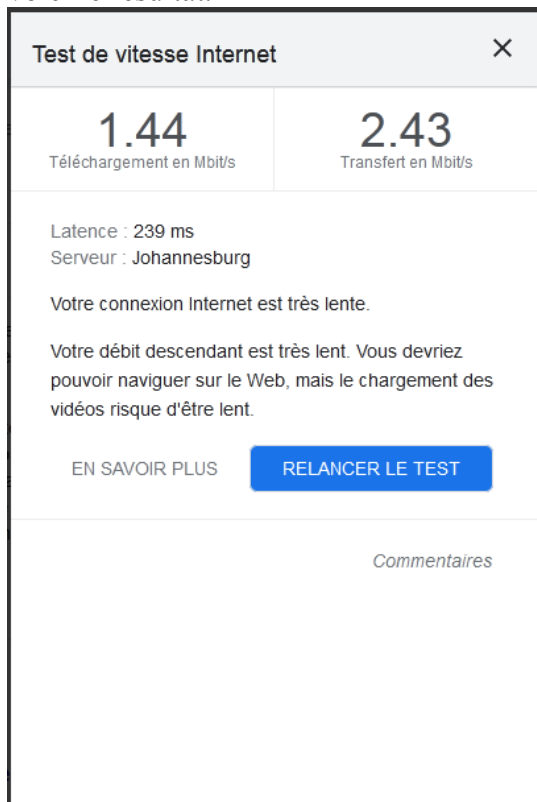 Test de vitesse Internet
1.44
Téléchargement en Mbit/s
2.43
Transfert en Mbit/s
Latence : 239 ms
Serveur : Johannesburg
Votre connexion Internet est très lente.
Votre débit descendant est très lent. Vous devriez
pouvoir naviguer sur le Web, mais le chargement des
vidéos risque d'être lent.
EN SAVOIR PLUS
RELANCER LE TEST
Commentaires